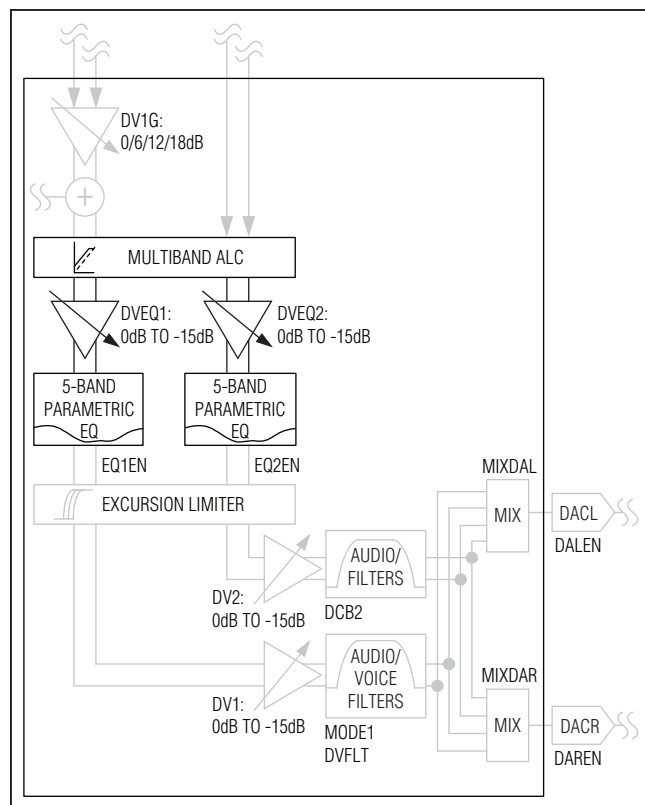 DV1G:
0/6/12/18dB
+
MULTIBAND ALC
DVEQ1:
0dB TO -15dB
DVEQ2:
0dB TO -15dB
5-BAND
PARAMETRIC
EQ
5-BAND
PARAMETRIC
EQ
EQ1EN
EQ2EN
EXCURSION LIMITER
MIXDAL
MIX
DACL
DALEN
AUDIO/
FILTERS
DV2:
0dB TO -15dB
DCB2
AUDIO/
VOICE
FILTERS
DV1:
0dB TO -15dB
MODE1
DVFLT
MIXDAR
MIX
DACR
DAREN